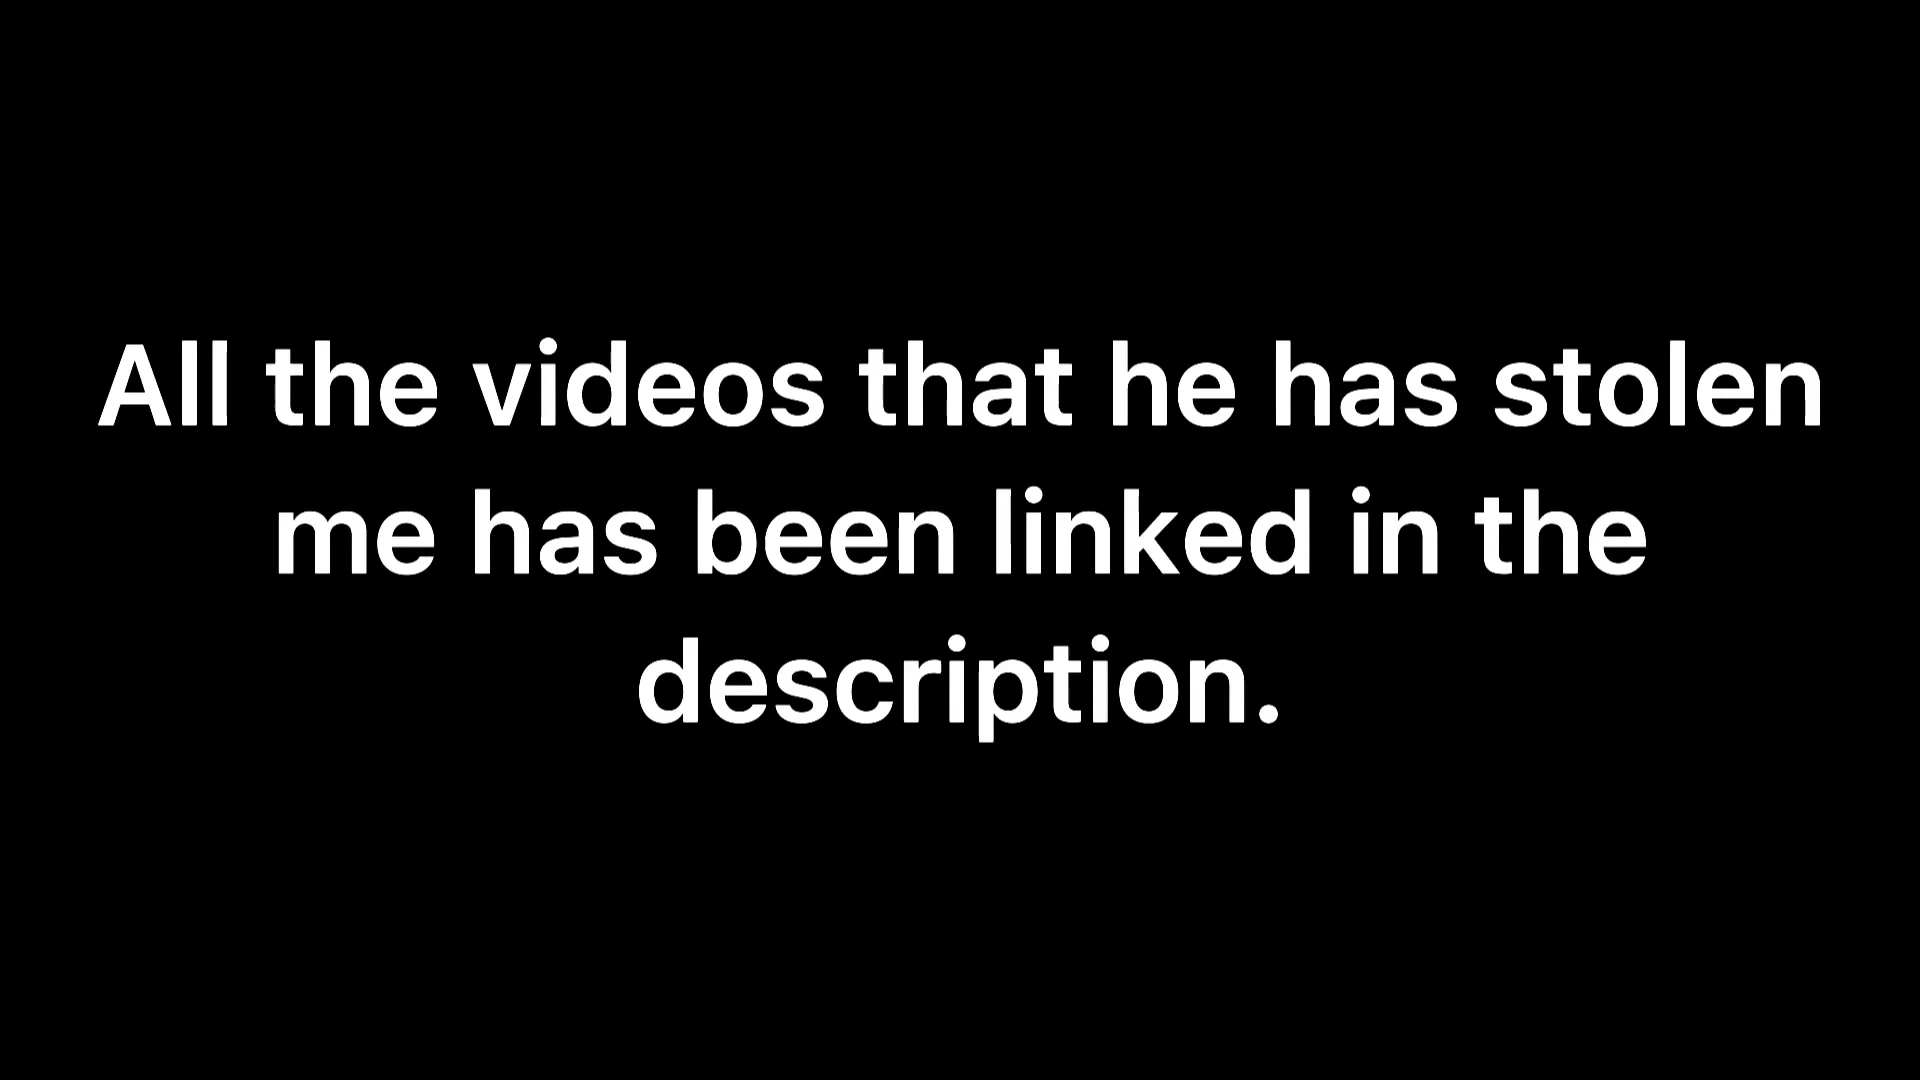 All the videos that he has stolen
me has been linked in the
description.